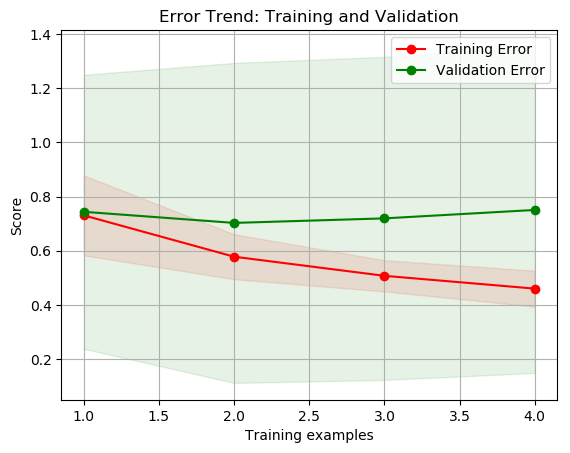 Error Trend: Training and Validation
Training Error
Validation Error
1.4
1.2
1.0
0.8
0.6
0.4
0.2
Score
1.0 1.5 2.0 2.5 3.0 3.5 4.0
Training examples